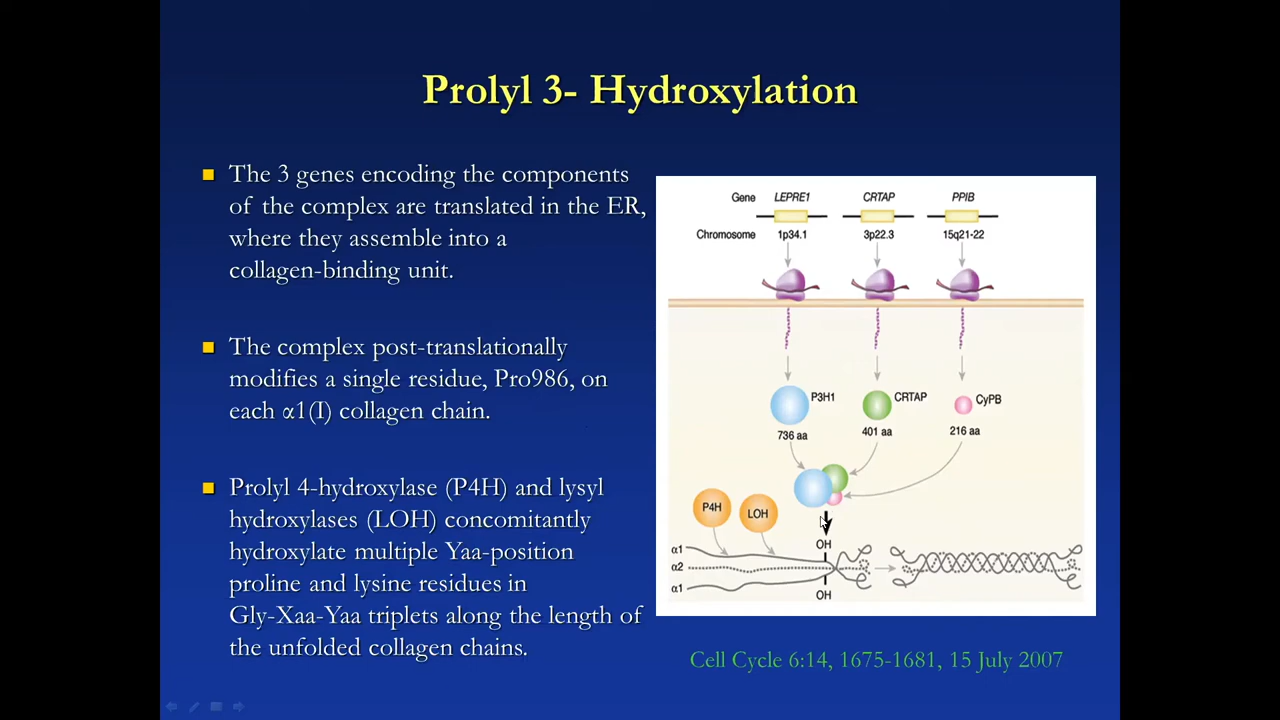 Prolyl 3- Hydroxylation
The 3 genes encoding the components
of the complex are translated in the ER,
where they assemble into a
collagen-binding unit.
The complex post-translationally
modifies a single residue, Pro986, on
each α1(I) collagen chain.
Prolyl 4-hydroxylase (P4H) and lysyl
hydroxylases (LOH) concomitantly
hydroxylate multiple Yaa-position
proline and lysine residues in
Gly-Xaa-Yaa triplets along the length of
the unfolded collagen chains.
Gene LEPRE1 CRTAP PPIB
Chromosome 1p34.1 3p22.3 15q21-22
P3H1 CRTAP CyPB
736 aa 401 aa 216 aa
P4H LOH
OH
α1
α2
α1
OH
Cell Cycle 6:14, 1675-1681, 15 July 2007